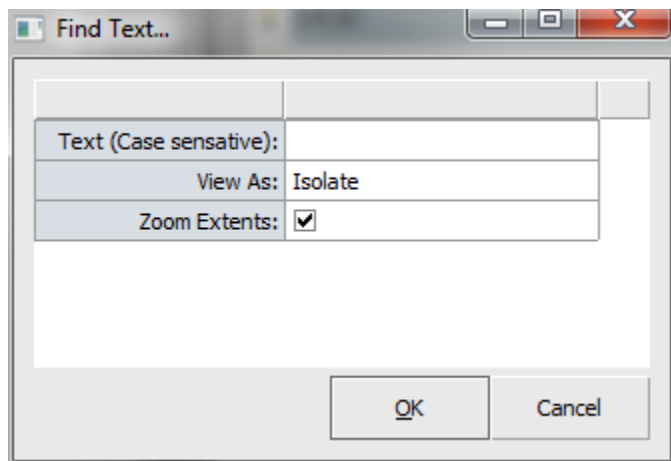 Find Text...
Text (Case sensative):
View As: Isolate
Zoom Extents:
OK
Cancel